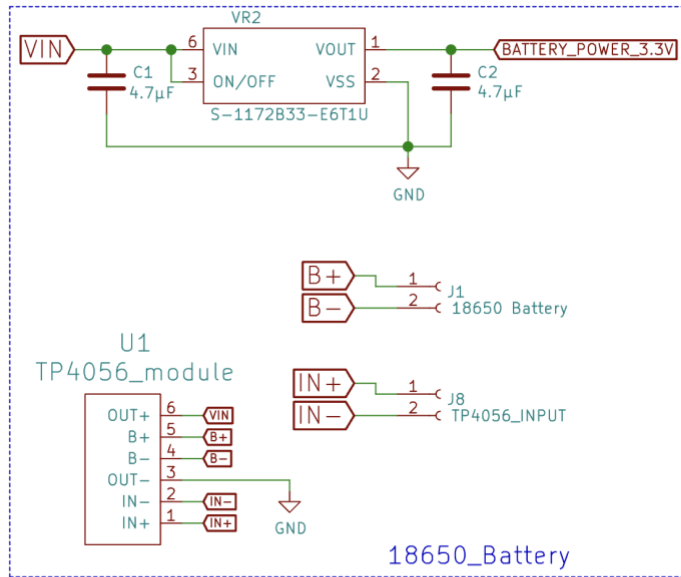 VR2
VIN 6 VIN VOUT 1 BATTERY_POWER_3.3V
C1 3 ON/OFF VSS 2 C2
4.7µF 4.7µF
S-1172B33-E6T1U
GND
B+ 1
J1
B- 2 18650 Battery
U1
TP4056_module
IN+ 1
J8
IN- 2 TP4056_INPUT
OUT+ 6 VIN
B+ 5 B+
B- 4 B-
OUT- 3
IN- 2 IN-
IN+ 1 IN+
GND
18650_Battery